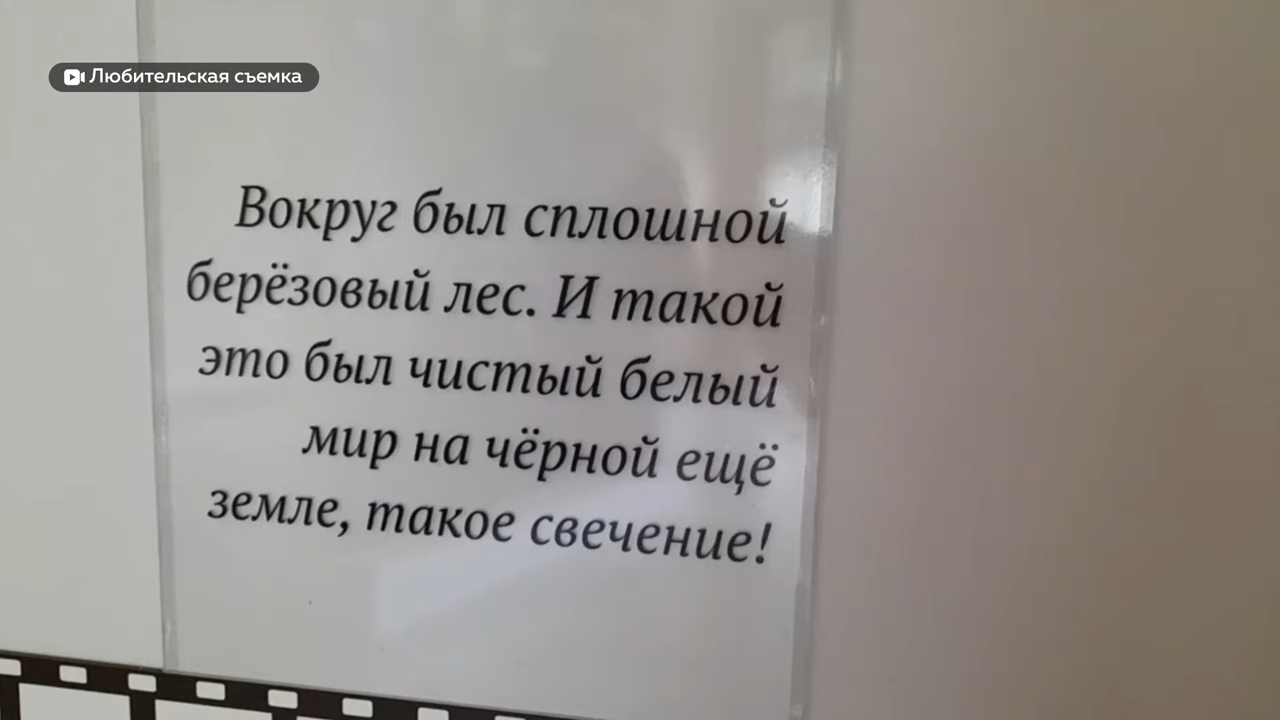 Любительская съемка
Вокруг был сплошной
берёзовый лес. И такой
это был чистый белый
мир на чёрной ещё
земле, такое свечение!